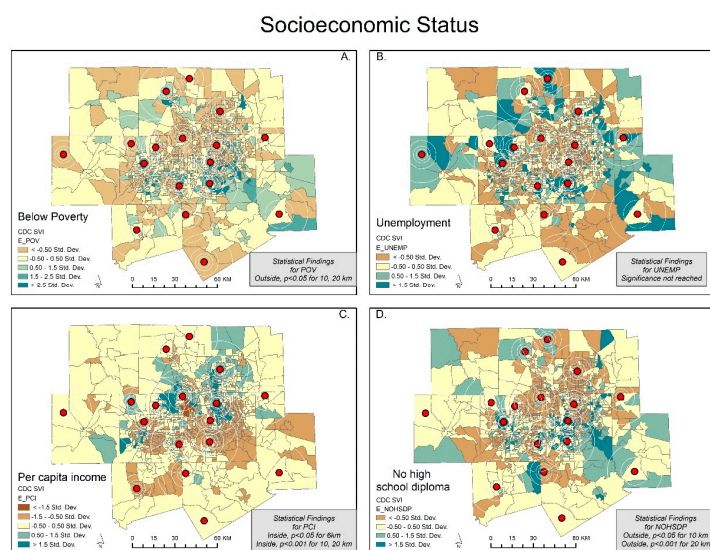 Socioeconomic Status
A.
Below Poverty
CDC SVI
E_POV
< -0.50 Std. Dev.
-0.50 - 0.50 Std. Dev.
0.50 - 1.5 Std. Dev.
1.5 - 2.5 Std. Dev.
> 2.5 Std. Dev.
0 15 30 60 KM
Statistical Findings
for POV
Outside, p<0.05 for 10, 20 km
B.
Unemployment
CDC SVI
E_UNEMP
< -0.50 Std. Dev.
-0.50 - 0.50 Std. Dev.
0.50 - 1.5 Std. Dev.
> 1.5 Std. Dev.
0 15 30 60 KM
Statistical Findings
for UNEMP
Significance not reached
C.
Per capita income
CDC SVI
E_PCI
< -1.5 Std. Dev.
-1.5 - -0.50 Std. Dev.
-0.50 - 0.50 Std. Dev.
0.50 - 1.5 Std. Dev.
> 1.5 Std. Dev.
0 15 30 60 KM
Statistical Findings
for PCI
Inside, p<0.05 for 6km
Inside, p<0.001 for 10, 20 km
D.
No high
school diploma
CDC SVI
E_NOHSDP
< -0.50 Std. Dev.
-0.50 - 0.50 Std. Dev.
0.50 - 1.5 Std. Dev.
> 1.5 Std. Dev.
0 15 30 60 KM
Statistical Findings
for NOHSDP
Outside, p<0.05 for 10 km
Outside, p<0.001 for 20 km